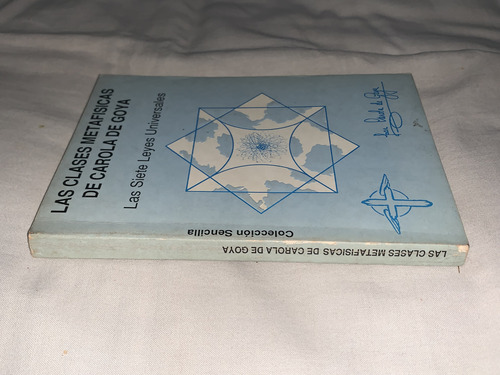 LAS CLASES METAFISICAS
DE CAROLA DE GOYA
Las Siete Leyes Universales
Colección Sencilla
LAS CLASES METAFISICAS DE CAROLA DE GOYA